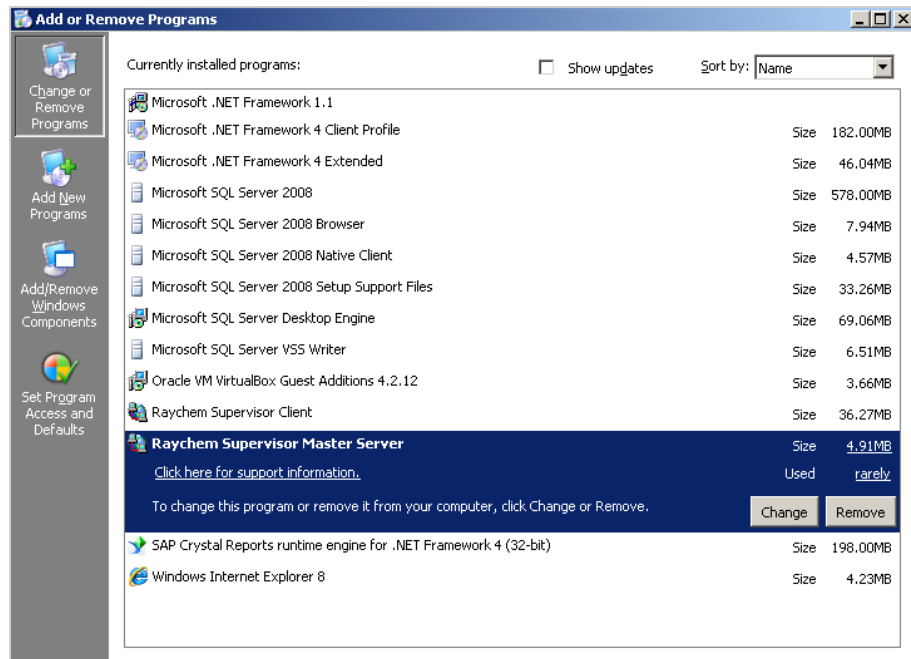 Add or Remove Programs
Change or
Remove
Programs
Add New
Programs
Add/Remove
Windows
Components
Set Program
Access and
Defaults
Currently installed programs:
Show updates
Sort by: Name
Microsoft .NET Framework 1.1
Microsoft .NET Framework 4 Client Profile Size 182.00MB
Microsoft .NET Framework 4 Extended Size 46.04MB
Microsoft SQL Server 2008 Size 578.00MB
Microsoft SQL Server 2008 Browser Size 7.94MB
Microsoft SQL Server 2008 Native Client Size 4.57MB
Microsoft SQL Server 2008 Setup Support Files Size 33.26MB
Microsoft SQL Server Desktop Engine Size 69.06MB
Microsoft SQL Server VSS Writer Size 6.51MB
Oracle VM VirtualBox Guest Additions 4.2.12 Size 3.66MB
Raychem Supervisor Client Size 36.27MB
Raychem Supervisor Master Server Size 4.91MB
Click here for support information. Used rarely
To change this program or remove it from your computer, click Change or Remove. Change Remove
SAP Crystal Reports runtime engine for .NET Framework 4 (32-bit) Size 198.00MB
Windows Internet Explorer 8 Size 4.23MB